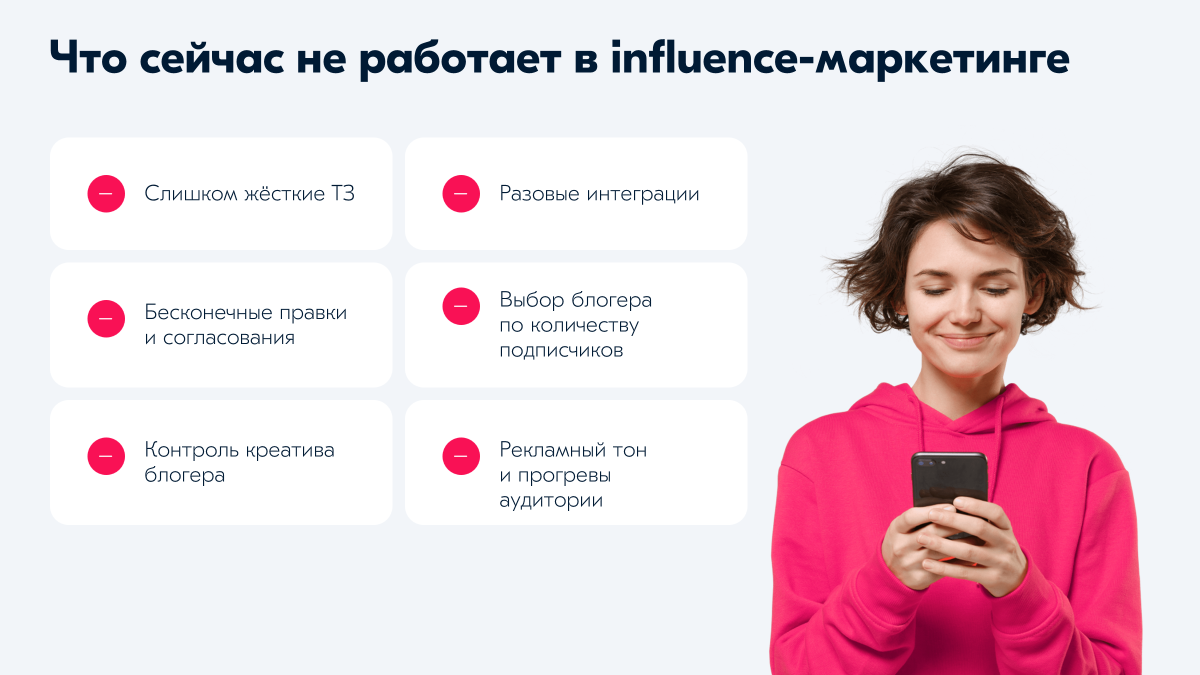 Что сейчас не работает в influence-маркетинге
Слишком жёсткие ТЗ
Разовые интеграции
Бесконечные правки
и согласования
Выбор блогера
по количеству
подписчиков
Контроль креатива
блогера
Рекламный тон
и прогревы
аудитории